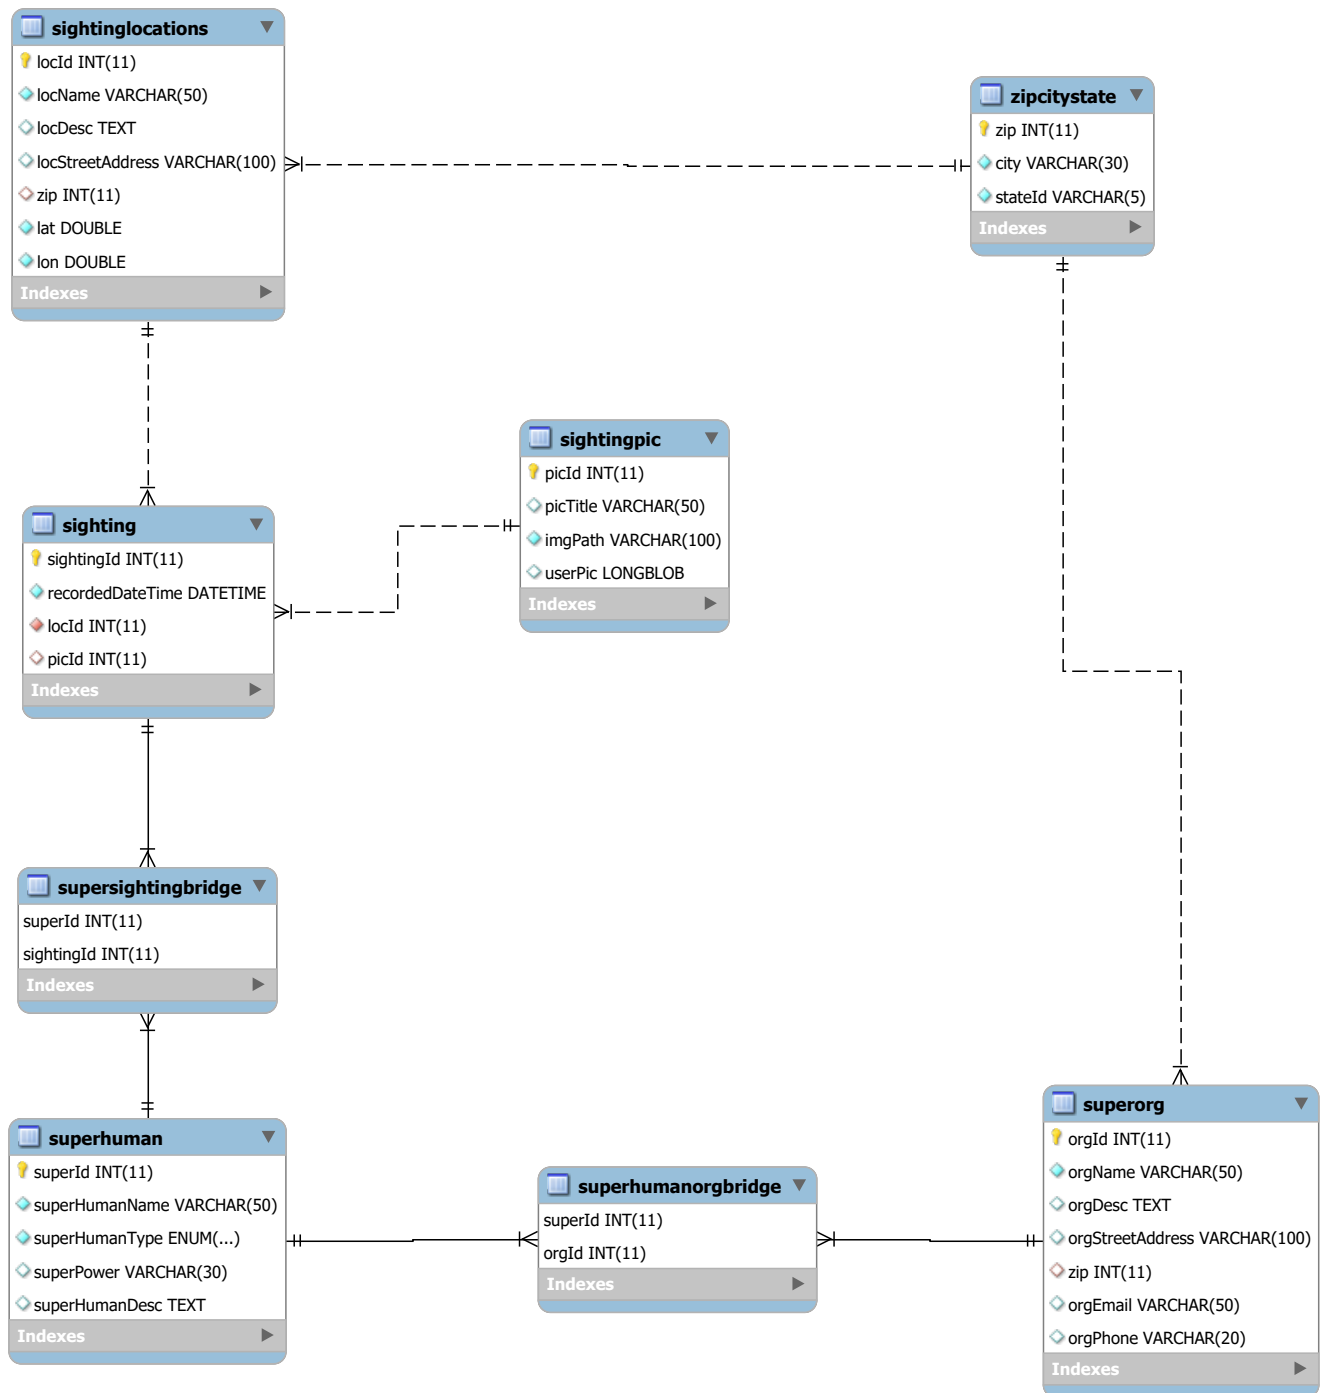 sightinglocations
locId INT(11)
locName VARCHAR(50)
locDesc TEXT
locStreetAddress VARCHAR(100)
zip INT(11)
lat DOUBLE
lon DOUBLE
Indexes
zipcitystate
zip INT(11)
city VARCHAR(30)
stateId VARCHAR(5)
Indexes
sightingpic
picId INT(11)
picTitle VARCHAR(50)
imgPath VARCHAR(100)
userPic LONGBLOB
Indexes
sighting
sightingId INT(11)
recordedDateTime DATETIME
locId INT(11)
picId INT(11)
Indexes
supersightingbridge
superId INT(11)
sightingId INT(11)
Indexes
superhuman
superId INT(11)
superHumanName VARCHAR(50)
superHumanType ENUM(...)
superPower VARCHAR(30)
superHumanDesc TEXT
Indexes
superhumanorgbridge
superId INT(11)
orgId INT(11)
Indexes
superorg
orgId INT(11)
orgName VARCHAR(50)
orgDesc TEXT
orgStreetAddress VARCHAR(100)
zip INT(11)
orgEmail VARCHAR(50)
orgPhone VARCHAR(20)
Indexes